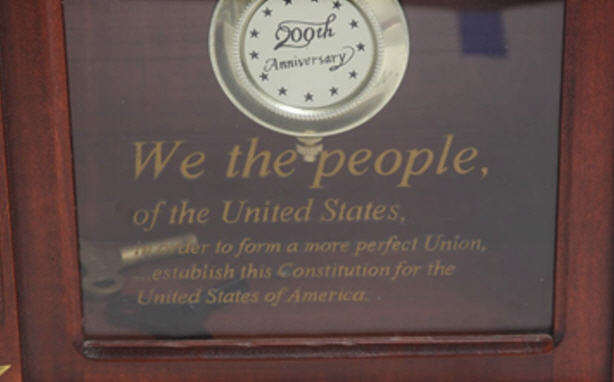 200th
Anniversary
We the people,
of the United States,
in order to form a more perfect Union,
...establish this Constitution for the
United States of America.